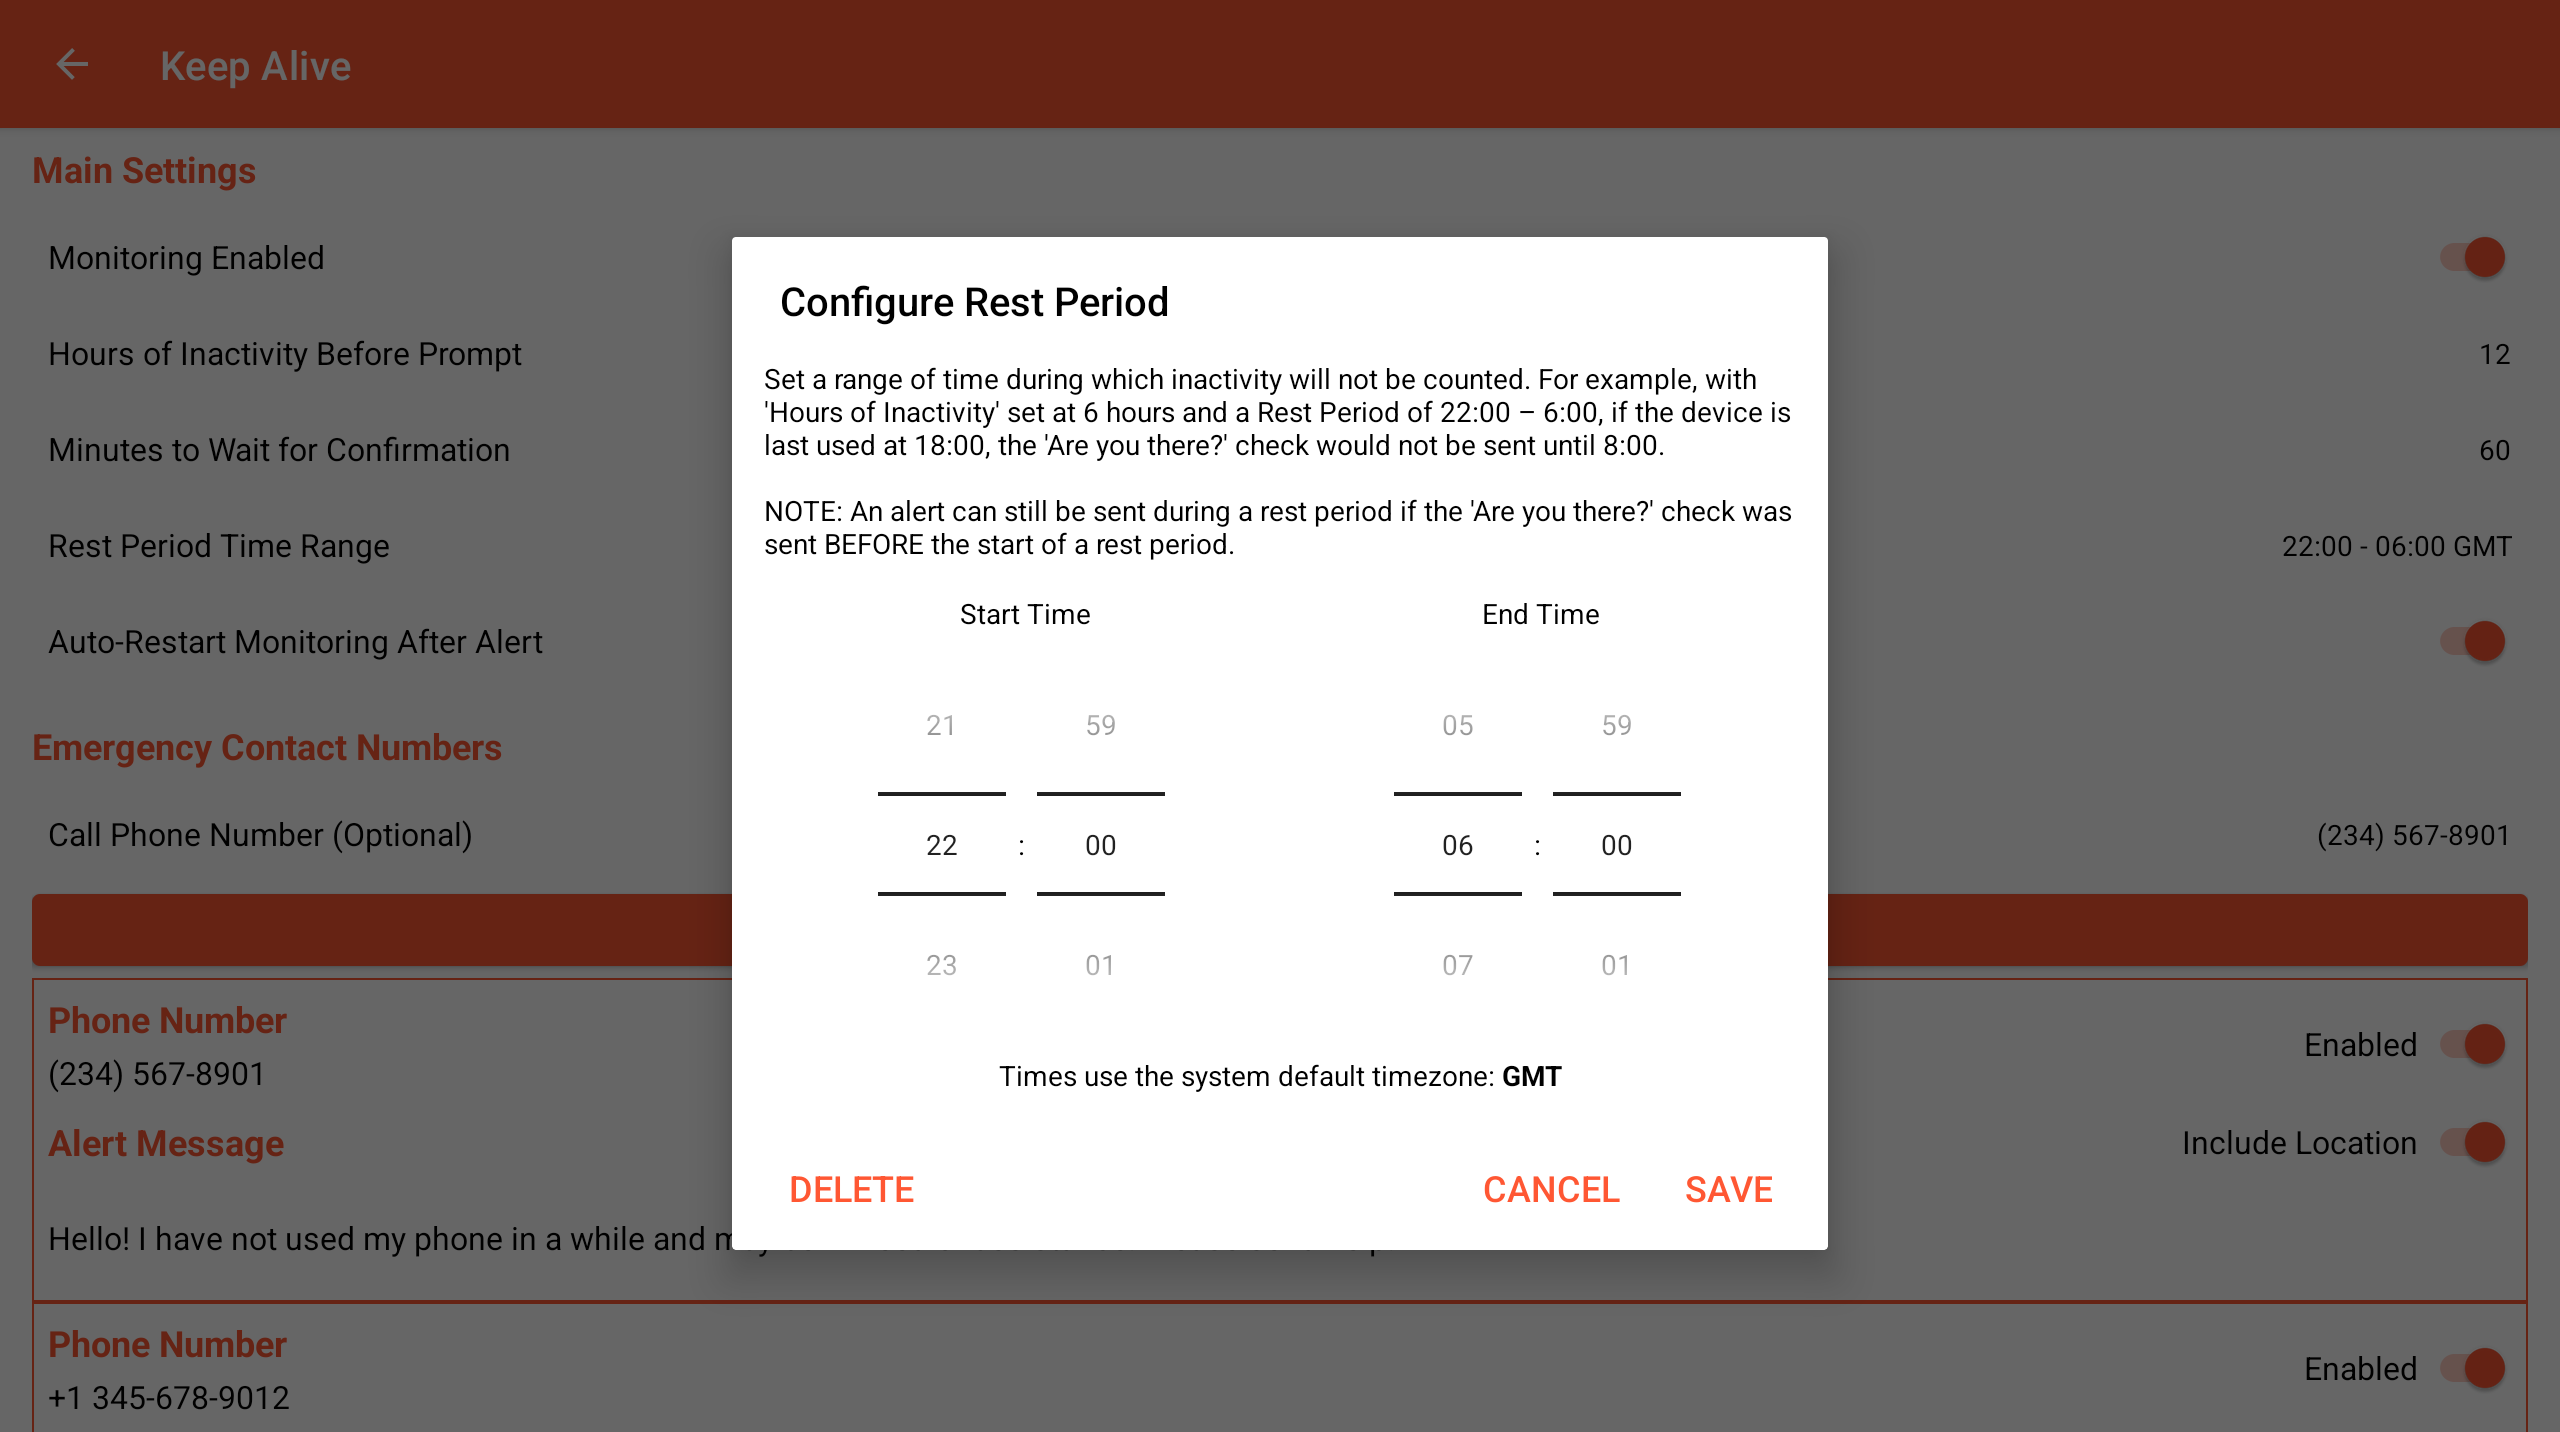 Keep Alive
Main Settings
Monitoring Enabled
Hours of Inactivity Before Prompt
12
Minutes to Wait for Confirmation
60
Rest Period Time Range
22:00 - 06:00 GMT
Auto-Restart Monitoring After Alert
Emergency Contact Numbers
Call Phone Number (Optional)
(234) 567-8901
Phone Number
(234) 567-8901
Enabled
Alert Message
Include Location
Hello! I have not used my phone in a while and
Phone Number
+1 345-678-9012
Enabled
Configure Rest Period
Set a range of time during which inactivity will not be counted. For example, with
'Hours of Inactivity' set at 6 hours and a Rest Period of 22:00 – 6:00, if the device is
last used at 18:00, the 'Are you there?' check would not be sent until 8:00.
NOTE: An alert can still be sent during a rest period if the 'Are you there?' check was
sent BEFORE the start of a rest period.
Start Time
End Time
21 59 05 59
22 : 00 06 : 00
23 01 07 01
Times use the system default timezone: GMT
DELETE
CANCEL
SAVE